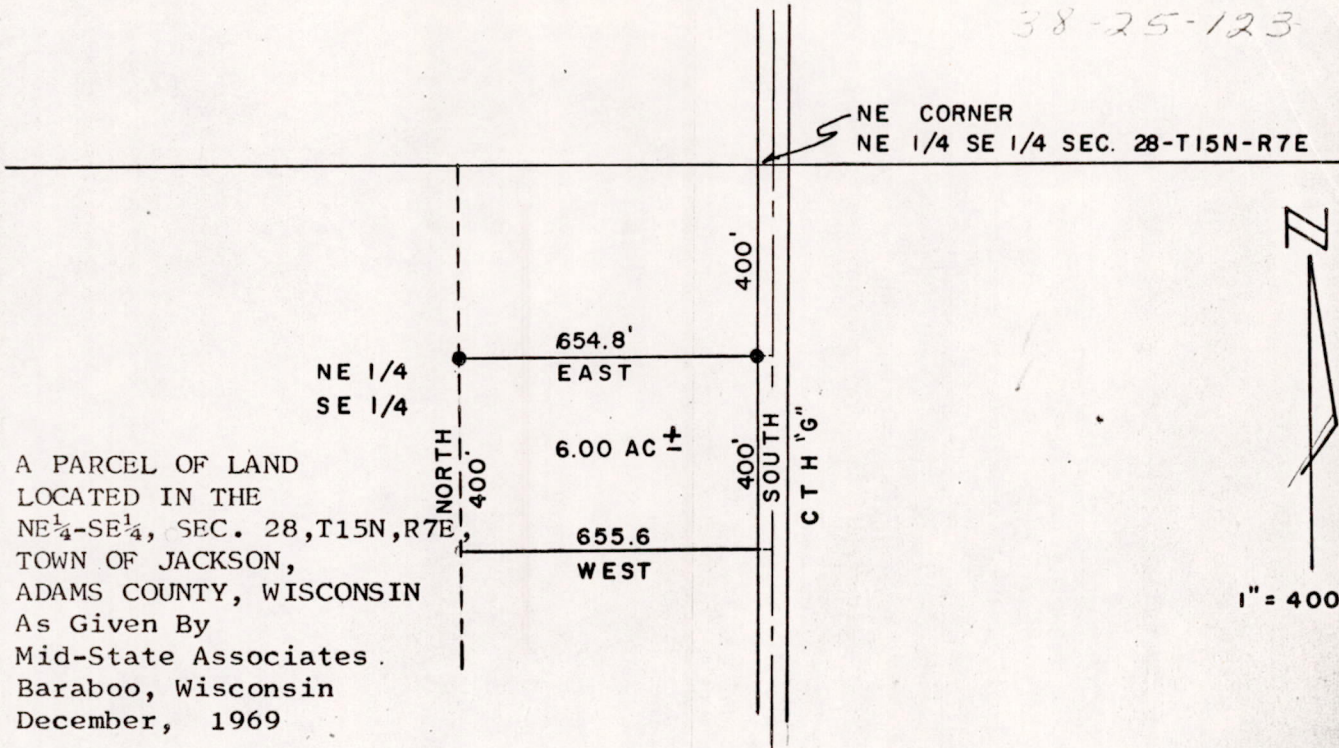 38-25-123
NE CORNER
NE 1/4 SE 1/4 SEC. 28-T15N-R7E
N
400'
654.8'
EAST
NE 1/4
SE 1/4
6.00 AC ±
NORTH
400'
400'
SOUTH
C T H "G"
655.6
WEST
1" = 400
A PARCEL OF LAND
LOCATED IN THE
NE¼-SE¼, SEC. 28,T15N,R7E,
TOWN OF JACKSON,
ADAMS COUNTY, WISCONSIN
As Given By
Mid-State Associates.
Baraboo, Wisconsin
December, 1969